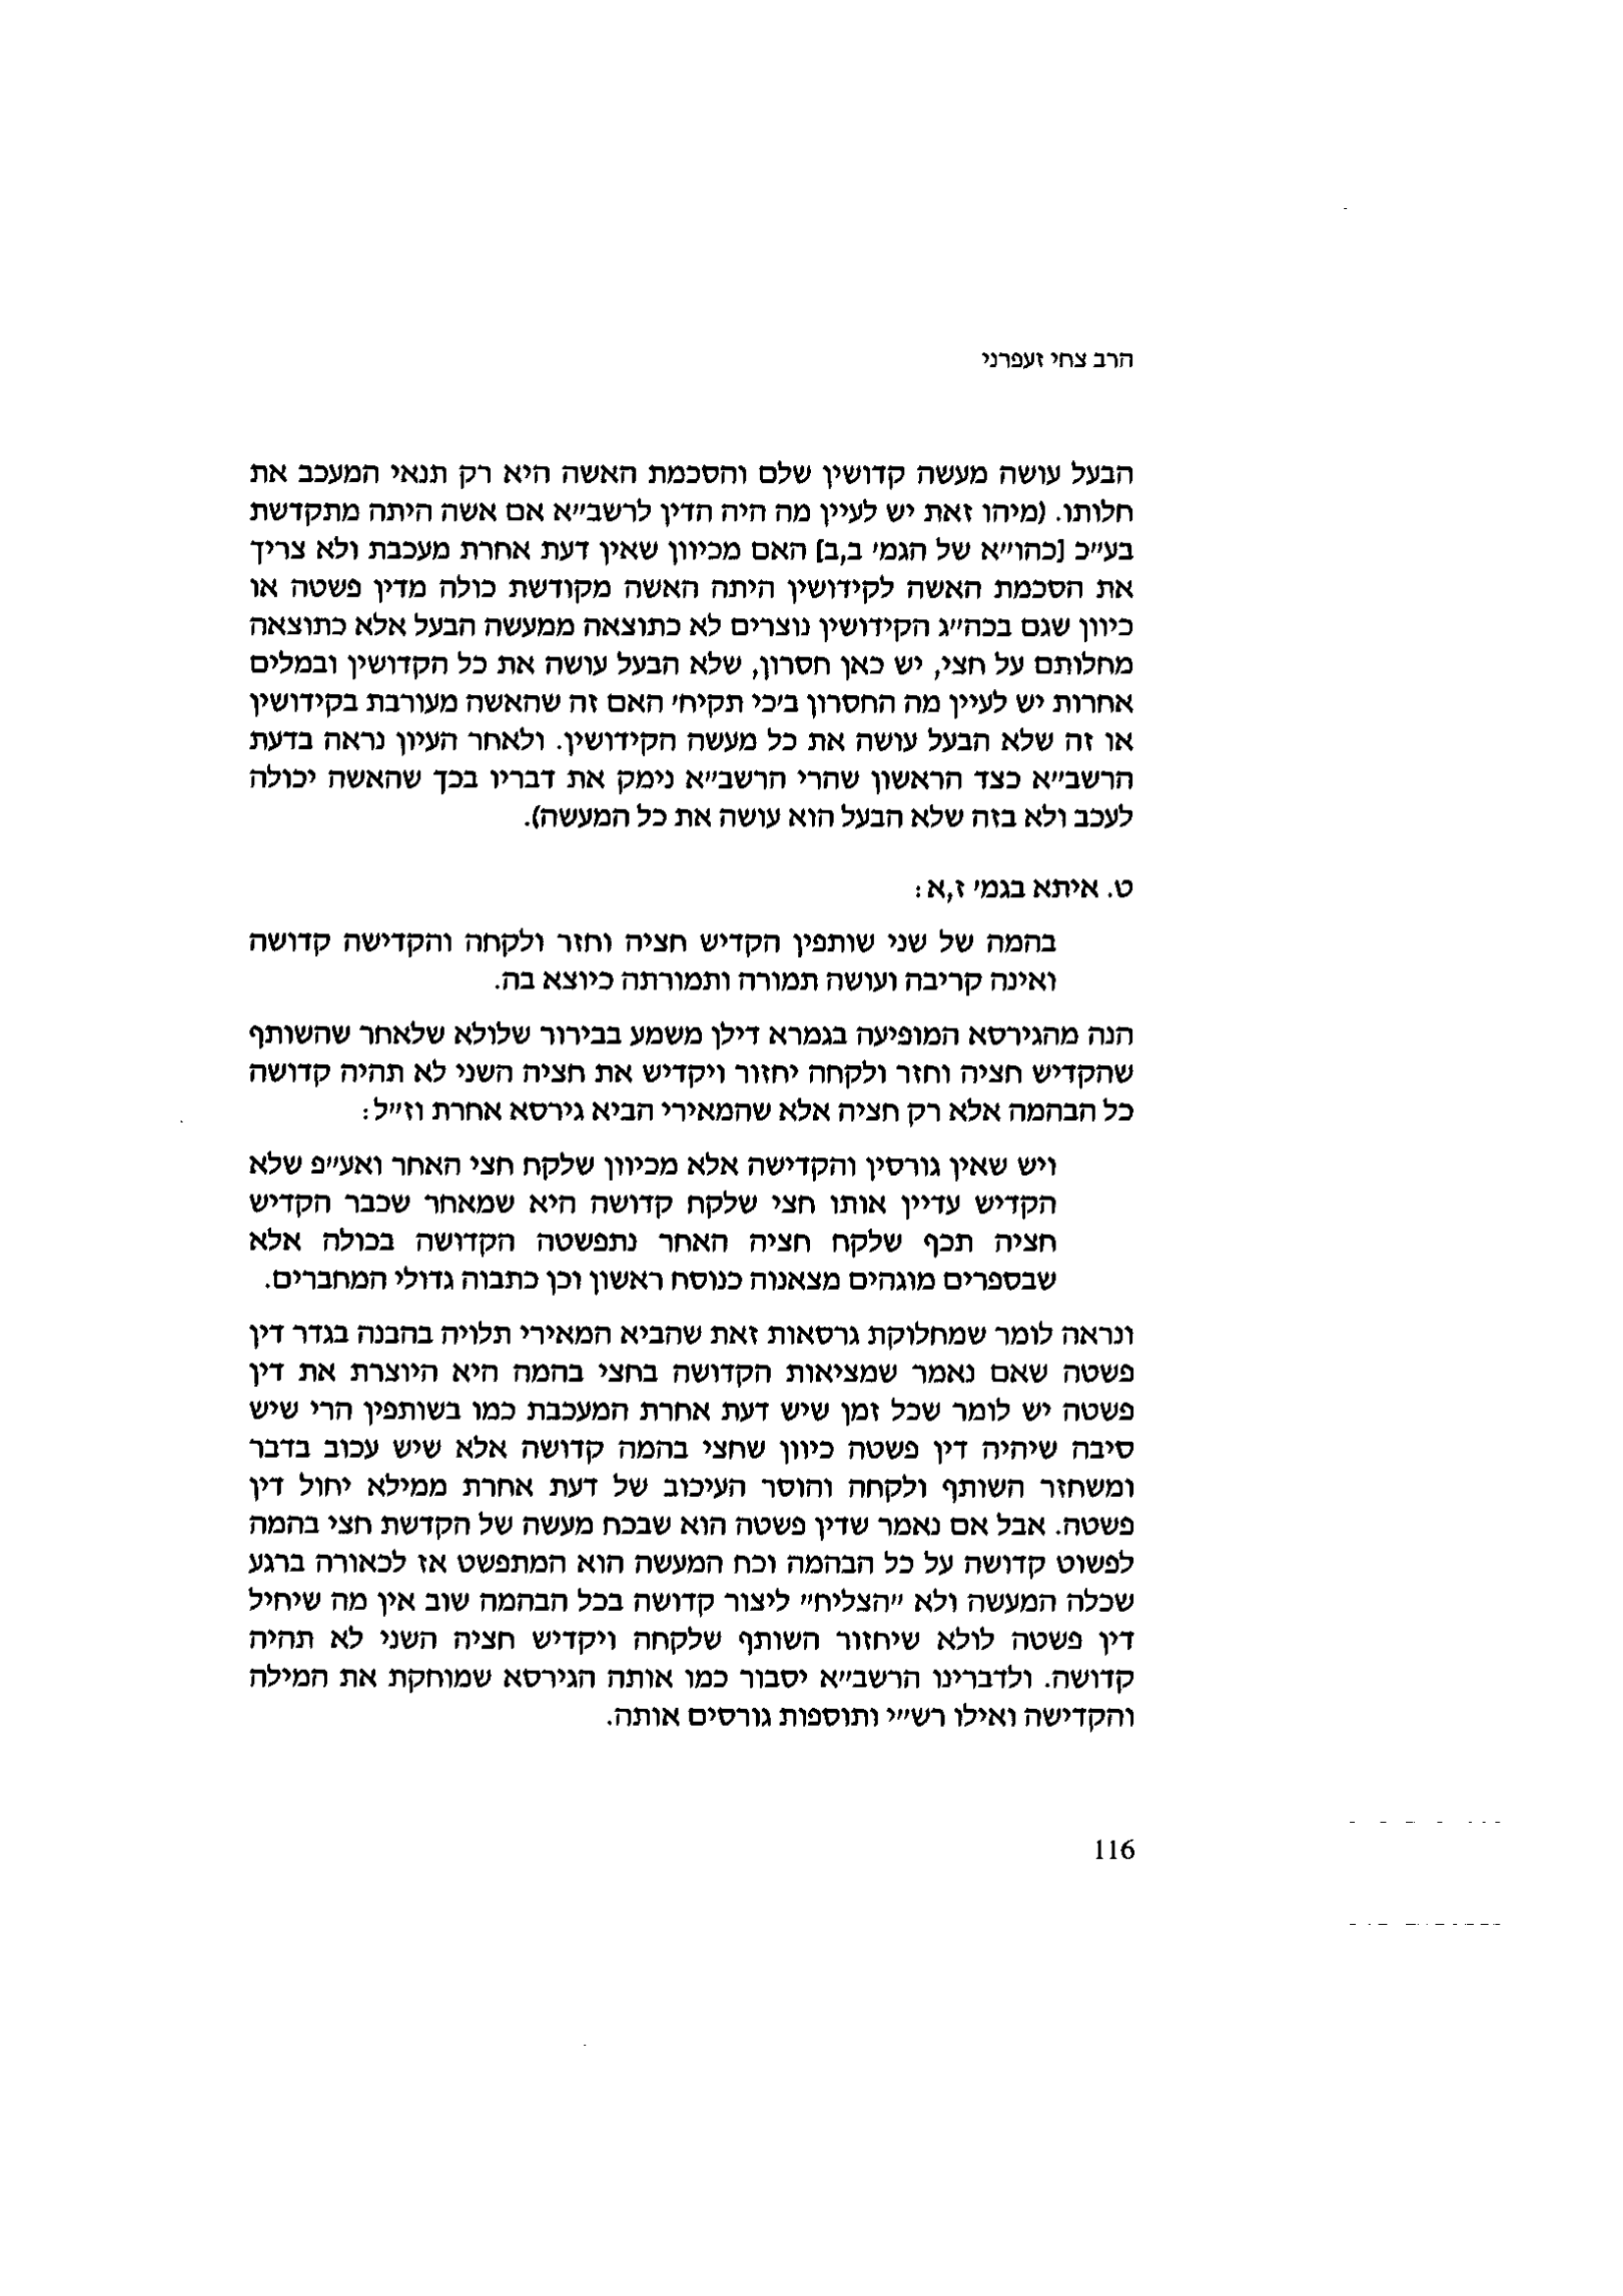 הרב צחי זעפרני
הבעל עושה מעשה קדושין שלם והסכמת האשה היא רק תנאי המעכב את
חלותו. (מיהו זאת יש לעיין מה היה הדין לרשב״א אם אשה היתה מתקדשת
בע״כ [כהו״א של הגמ׳ ב,ב] האם מכיוון שאין דעת אחרת מעכבת ולא צריך
את הסכמת האשה לקידושין היתה האשה מקודשת כולה מדין פשטה או
כיוון שגם בכה״ג הקידושין נוצרים לא כתוצאה ממעשה הבעל אלא כתוצאה
מחלותם על חצי, יש כאן חסרון, שלא הבעל עושה את כל הקדושין ובמלים
אחרות יש לעיין מה החסרון ב׳כי תקיח׳ האם זה שהאשה מעורבת בקידושין
או זה שלא הבעל עושה את כל מעשה הקידושין. ולאחר העיון נראה בדעת
הרשב״א כצד הראשון שהרי הרשב״א נימק את דבריו בכך שהאשה יכולה
לעכב ולא בזה שלא הבעל הוא עושה את כל המעשה).
ט. איתא בגמ׳ ז,א:
בהמה של שני שותפין הקדיש חציה וחזר ולקחה והקדישה קדושה
ואינה קריבה ועושה תמורה ותמורתה כיוצא בה.
הנה מהגירסא המופיעה בגמרא דילן משמע בבירור שלולא שלאחר שהשותף
שהקדיש חציה וחזר ולקחה יחזור ויקדיש את חציה השני לא תהיה קדושה
כל הבהמה אלא רק חציה אלא שהמאירי הביא גירסא אחרת וז״ל:
ויש שאין גורסין והקדישה אלא מכיוון שלקח חצי האחר ואע״פ שלא
הקדיש עדיין אותו חצי שלקח קדושה היא שמאחר שכבר הקדיש
חציה תכף שלקח חציה האחר נתפשטה הקדושה בכולה אלא
שבספרים מוגהים מצאנוה כנוסח ראשון וכן כתבוה גדולי המחברים.
ונראה לומר שמחלוקת גרסאות זאת שהביא המאירי תלויה בהבנה בגדר דין
פשטה שאם נאמר שמציאות הקדושה בחצי בהמה היא היוצרת את דין
פשטה יש לומר שכל זמן שיש דעת אחרת המעכבת כמו בשותפין הרי שיש
סיבה שיהיה דין פשטה כיוון שחצי בהמה קדושה אלא שיש עכוב בדבר
ומשחזר השותף ולקחה והוסר העיכוב של דעת אחרת ממילא יחול דין
פשטה. אבל אם נאמר שדין פשטה הוא שבכח מעשה של הקדשת חצי בהמה
לפשוט קדושה על כל הבהמה וכח המעשה הוא המתפשט אז לכאורה ברגע
שכלה המעשה ולא ״הצליח״ ליצור קדושה בכל הבהמה שוב אין מה שיחיל
דין פשטה לולא שיחזור השותף שלקחה ויקדיש חציה השני לא תהיה
קדושה. ולדברינו הרשב״א יסבור כמו אותה הגירסא שמוחקת את המילה
והקדישה ואילו רש״י ותוספות גורסים אותה.
116